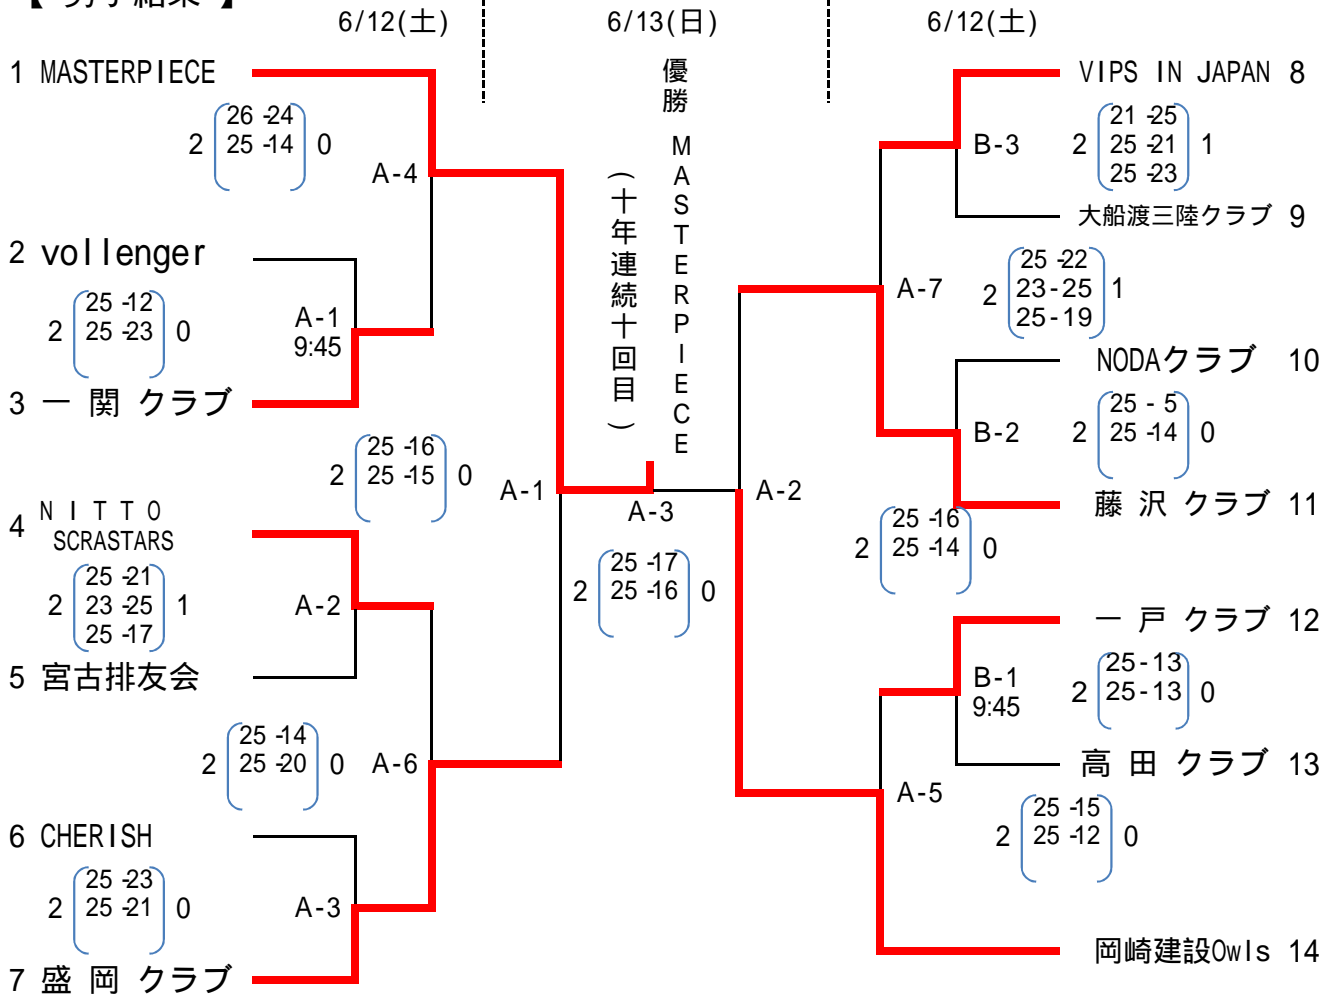 【 男子結果 】
6/12(土)
6/13(日)
6/12(土)
1 MASTERPIECE
26 -24
2 25 -14 0
A-4
2 vollenger
25 -12
2 25 -23 0
A-1
9:45
3 一 関 クラブ
25 -16
2 25 -15 0
A-1
4 NITTO
SCRASTARS
25 -21
2 23 -25 1
25 -17
A-2
5 宮古排友会
25 -14
2 25 -20 0
A-6
6 CHERISH
25 -23
2 25 -21 0
A-3
7 盛 岡 クラブ
優勝 MASTERPIECE
(十年連続十回目)
A-3
25 -17
2 25 -16 0
VIPS IN JAPAN 8
21 -25
2 25 -21 1
25 -23
B-3
大船渡三陸クラブ 9
25 -22
2 23-25 1
25-19
A-7
NODAクラブ 10
25 - 5
2 25 -14 0
B-2
藤 沢 クラブ 11
A-2
25 -16
2 25 -14 0
一 戸 クラブ 12
25-13
2 25-13 0
B-1
9:45
高 田 クラブ 13
A-5
25 -15
2 25 -12 0
岡崎建設Owls 14